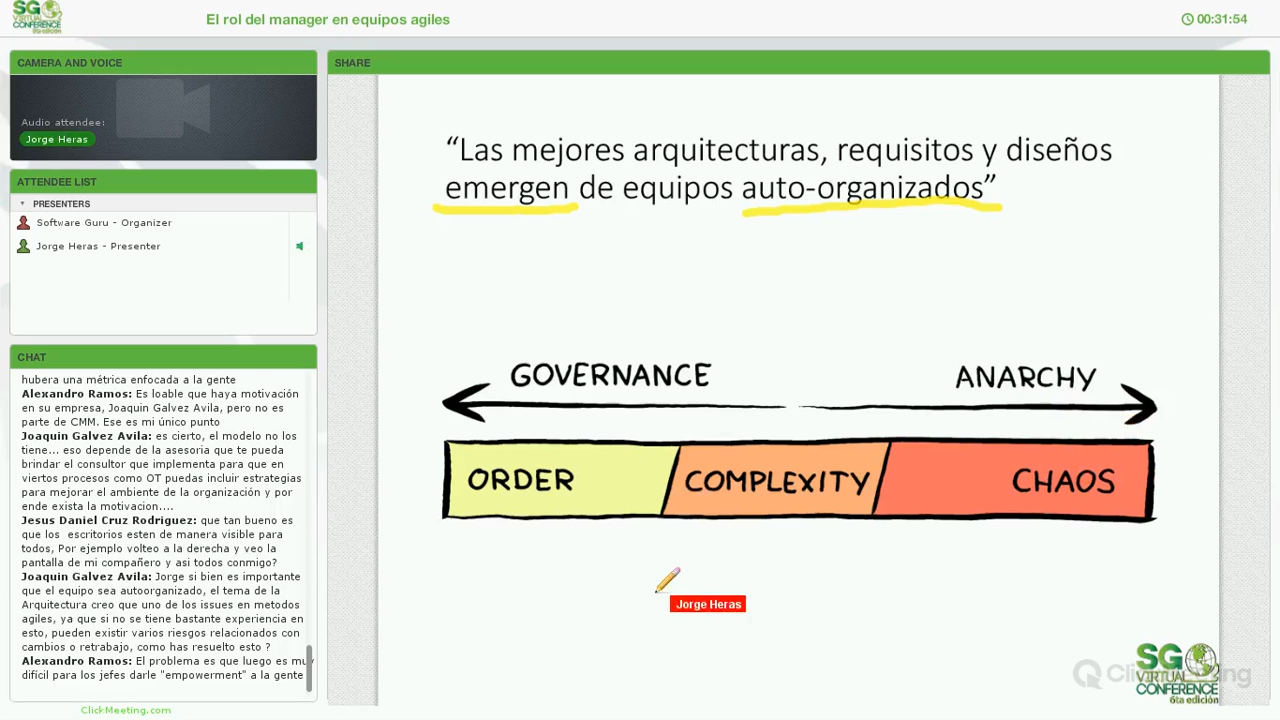 SG
VIRTUAL
CONFERENCE
6ta edición
El rol del manager en equipos agiles
00:31:54
CAMERA AND VOICE
Audio attendee:
Jorge Heras
ATTENDEE LIST
PRESENTERS
Software Guru - Organizer
Jorge Heras - Presenter
CHAT
hubera una métrica enfocada a la gente
Alexandro Ramos: Es loable que haya motivación
en su empresa, Joaquin Galvez Avila, pero no es
parte de CMM. Ese es mi único punto
Joaquin Galvez Avila: es cierto, el modelo no los
tiene... eso depende de la asesoria que te pueda
brindar el consultor que implementa para que en
viertos procesos como OT puedas incluir estrategias
para mejorar el ambiente de la organización y por
ende exista la motivacion....
Jesus Daniel Cruz Rodriguez: que tan bueno es
que los escritorios esten de manera visible para
todos, Por ejemplo volteo a la derecha y veo la
pantalla de mi compañero y asi todos conmigo?
Joaquin Galvez Avila: Jorge si bien es importante
que el equipo sea autoorganizado, el tema de la
Arquitectura creo que uno de los issues en metodos
agiles, ya que si no se tiene bastante experiencia en
esto, pueden existir varios riesgos relacionados con
cambios o retrabajo, como has resuelto esto ?
Alexandro Ramos: El problema es que luego es muy
difícil para los jefes darle "empowerment" a la gente
ClickMeeting.com
SHARE
“Las mejores arquitecturas, requisitos y diseños
emergen de equipos auto-organizados”
GOVERNANCE
ANARCHY
ORDER
COMPLEXITY
CHAOS
Jorge Heras
SG
VIRTUAL
CONFERENCE
6ta edición